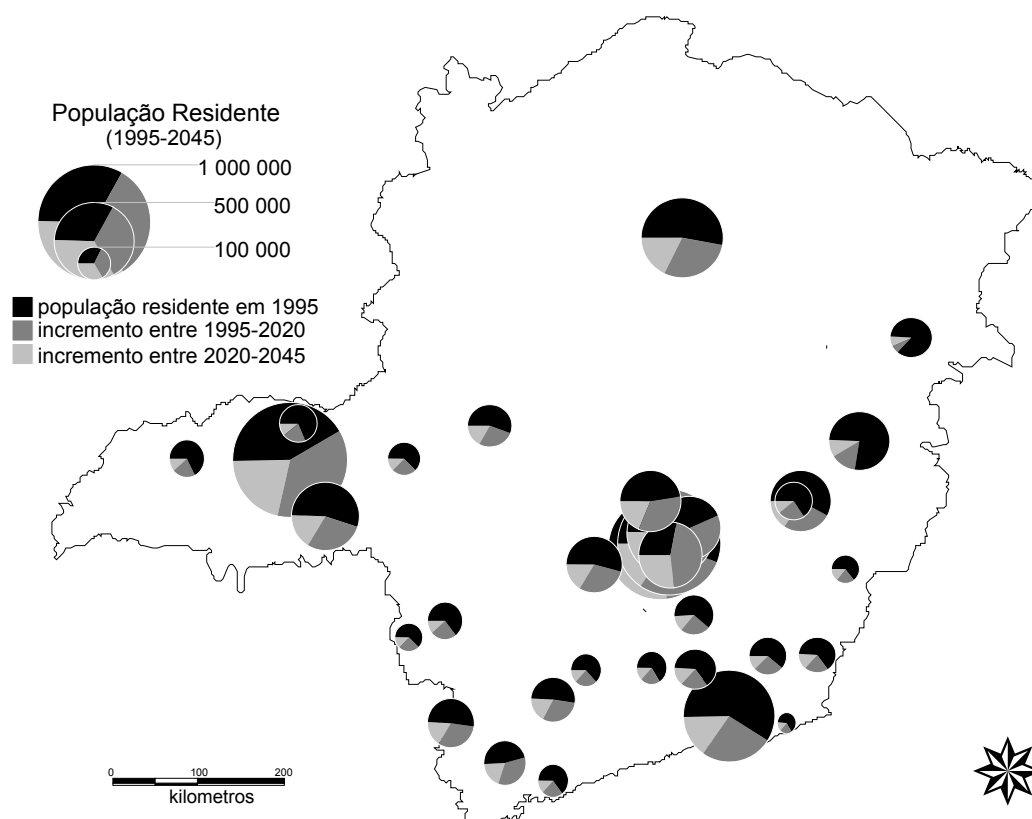 População Residente
(1995-2045)
1 000 000
500 000
100 000
população residente em 1995
incremento entre 1995-2020
incremento entre 2020-2045
0 100 200
kilometros